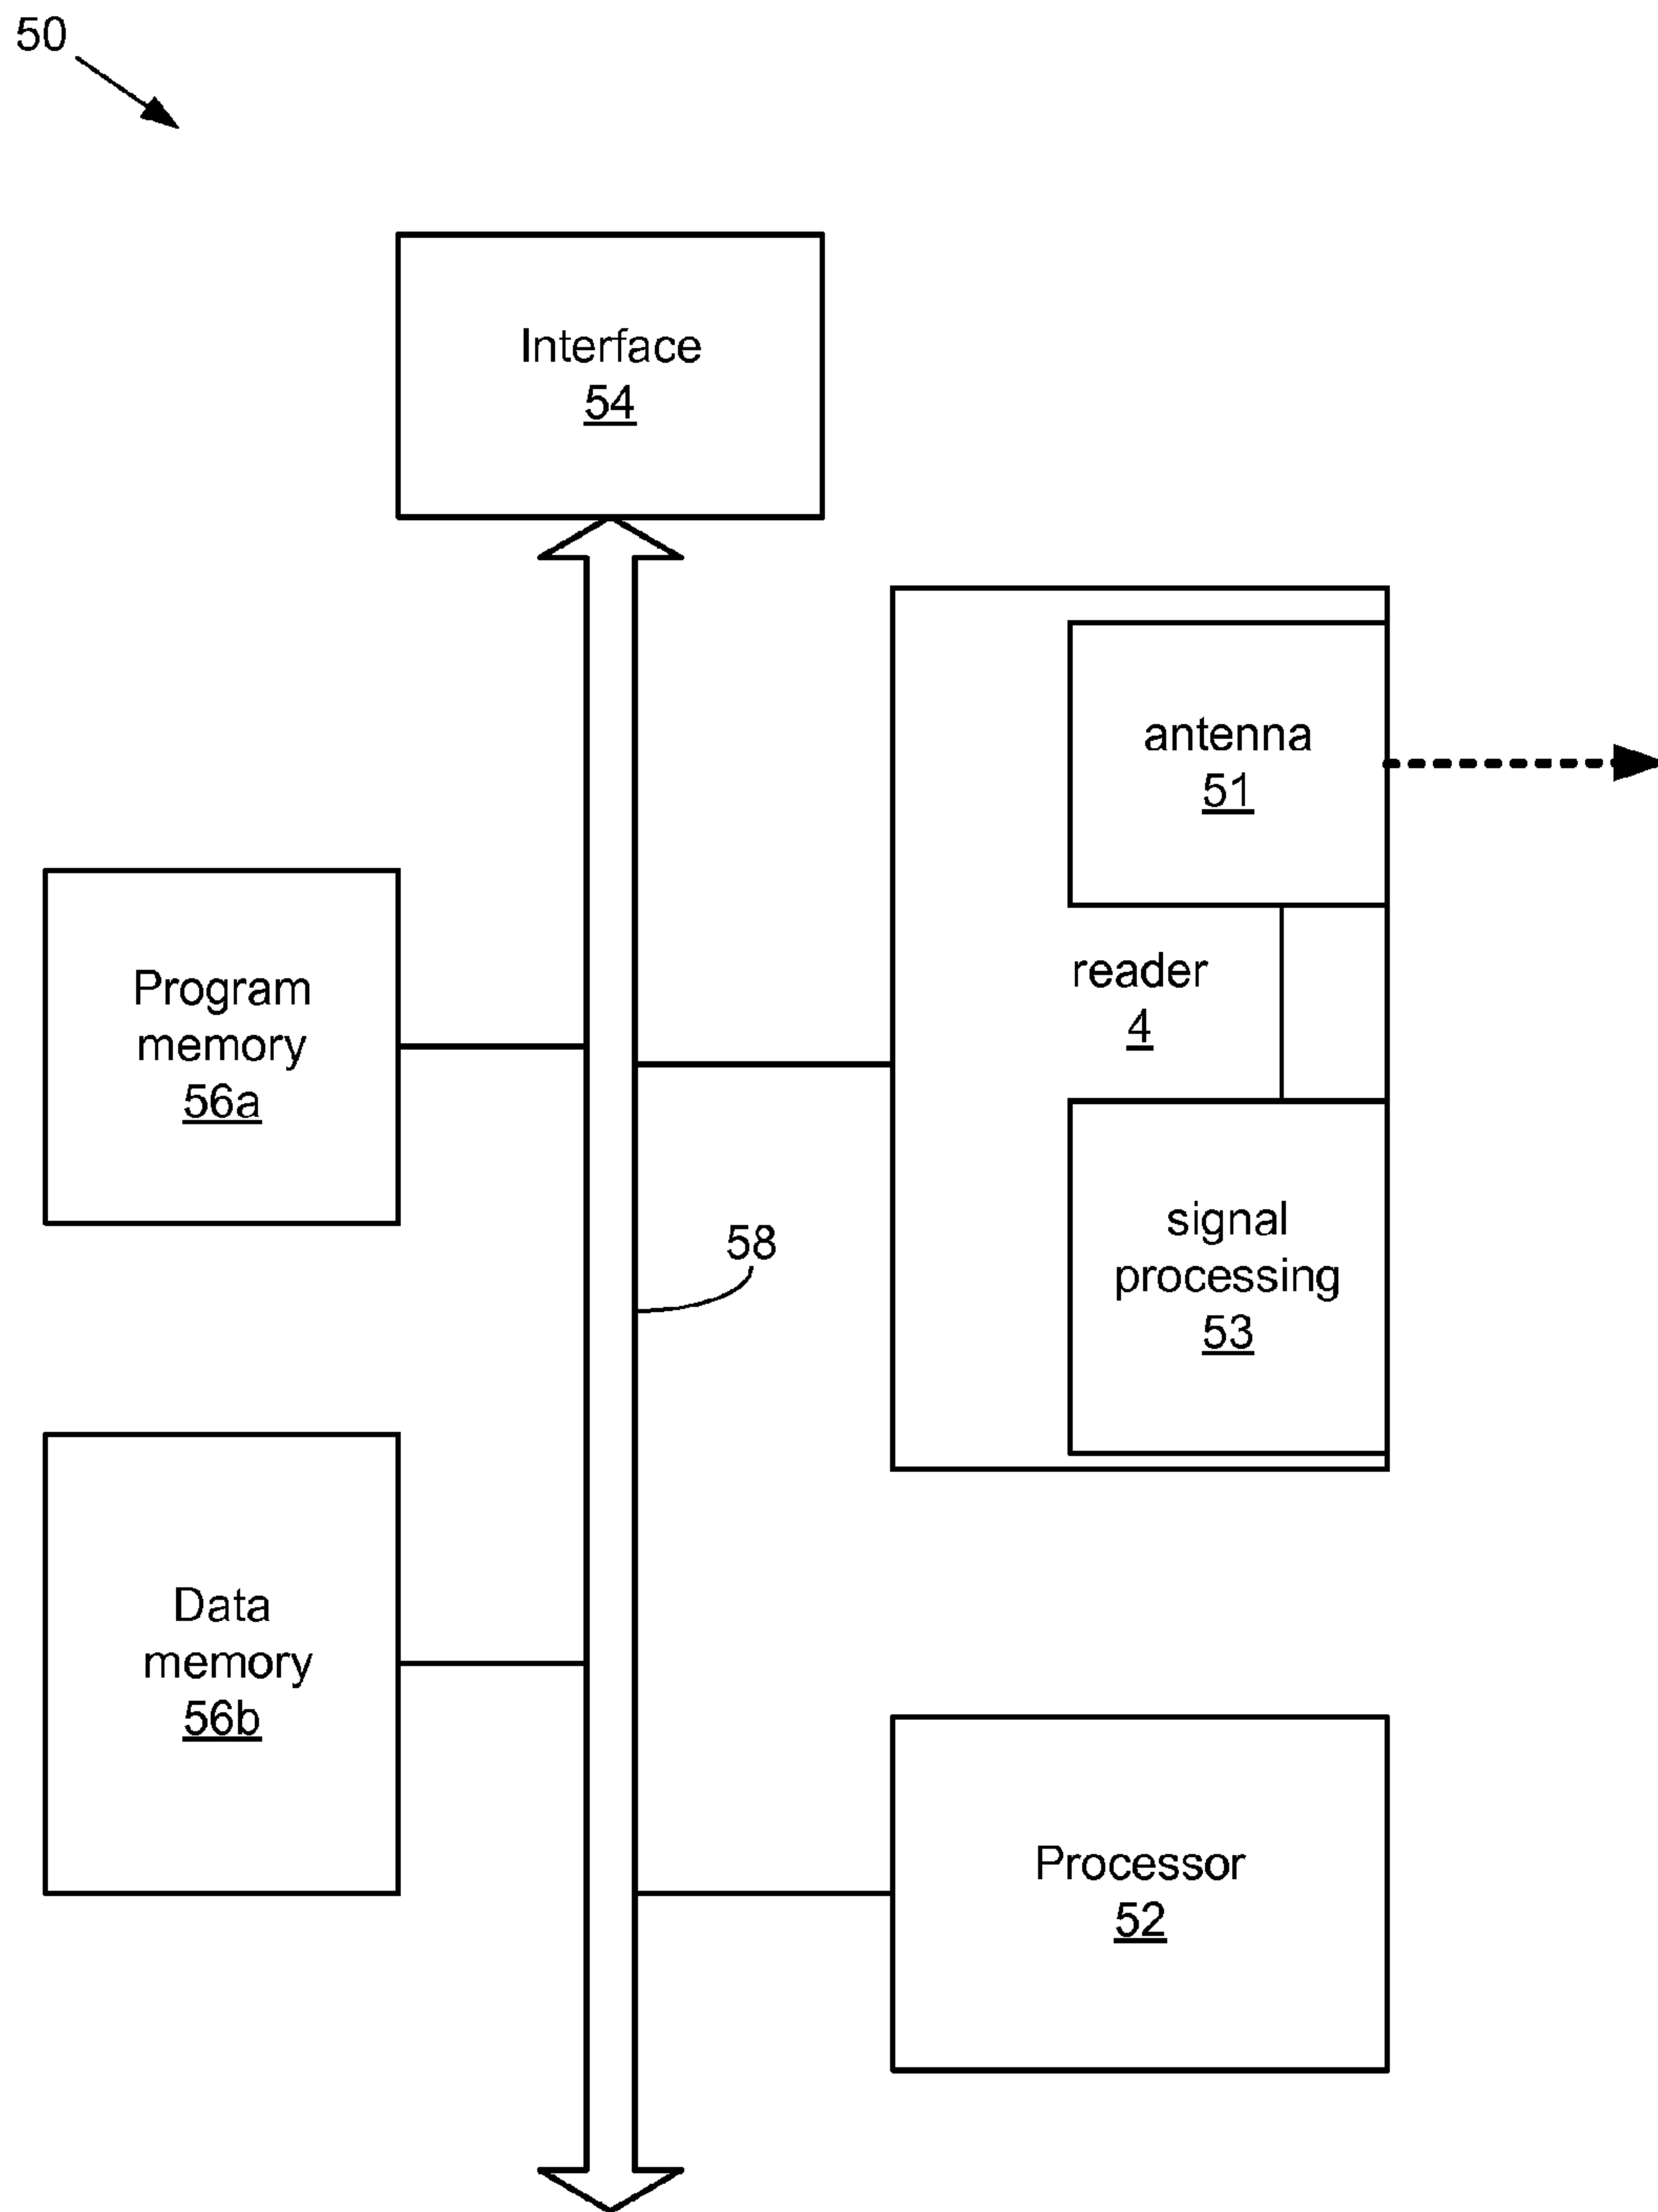 50
Interface
54
antenna
51
reader
4
Program
memory
56a
signal
processing
53
58
Data
memory
56b
Processor
52